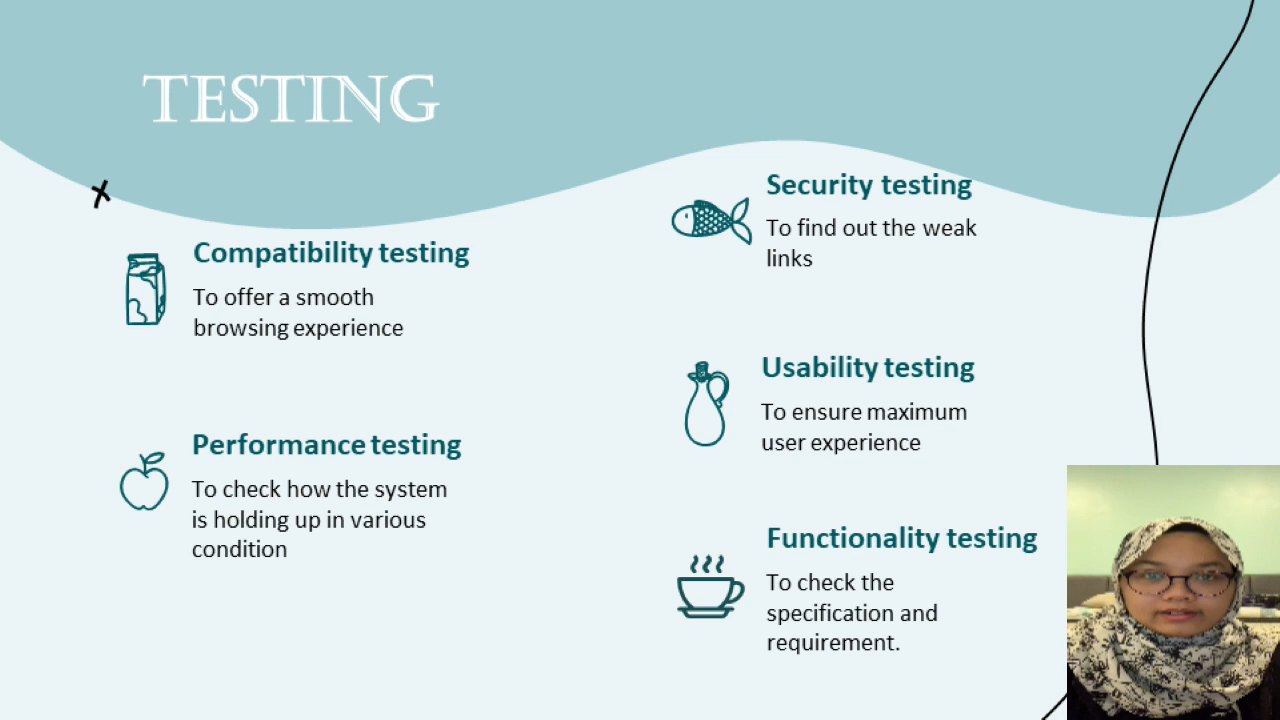 TESTING
Compatibility testing
To offer a smooth
browsing experience
Performance testing
To check how the system
is holding up in various
condition
Security testing
To find out the weak
links
Usability testing
To ensure maximum
user experience
Functionality testing
To check the
specification and
requirement.